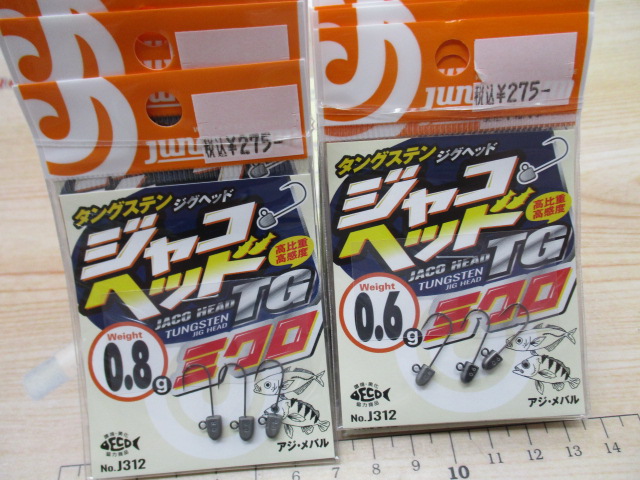 税込¥275-
タングステン ジグヘッド
ジャコ
ヘッド
高比重
高感度
JACO HEAD
TUNGSTEN
JIG HEAD
TG
ミクロ
Weight
0.8g
アジ・メバル
No.J312
税込¥275-
タングステン ジグヘッド
ジャコ
ヘッド
高比重
高感度
JACO HEAD
TUNGSTEN
JIG HEAD
TG
ミクロ
Weight
0.6g
アジ・メバル
No.J312
6 7 8 9 10 11 12 13 14